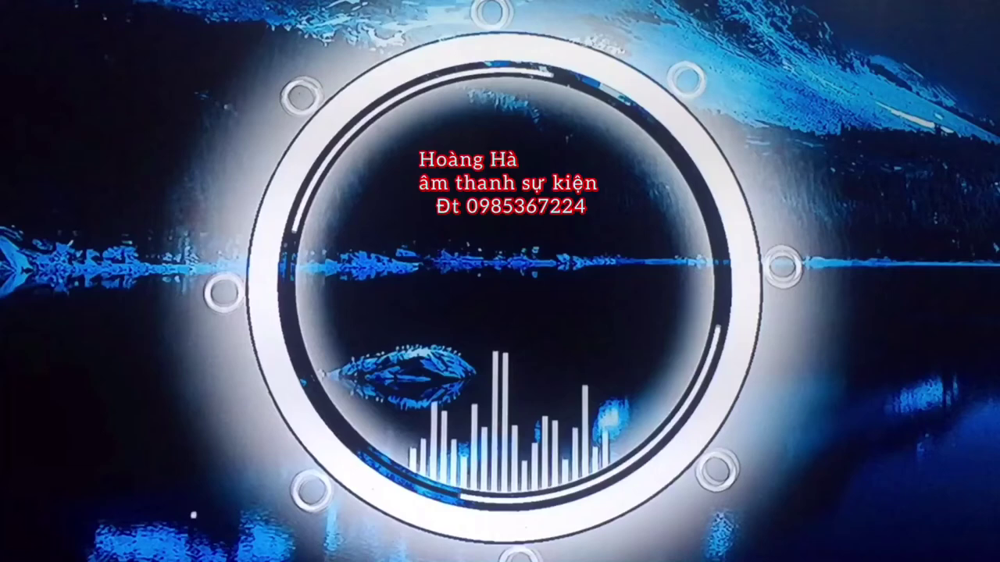 Hoàng Hà
âm thanh sự kiện
Đt 0985367224